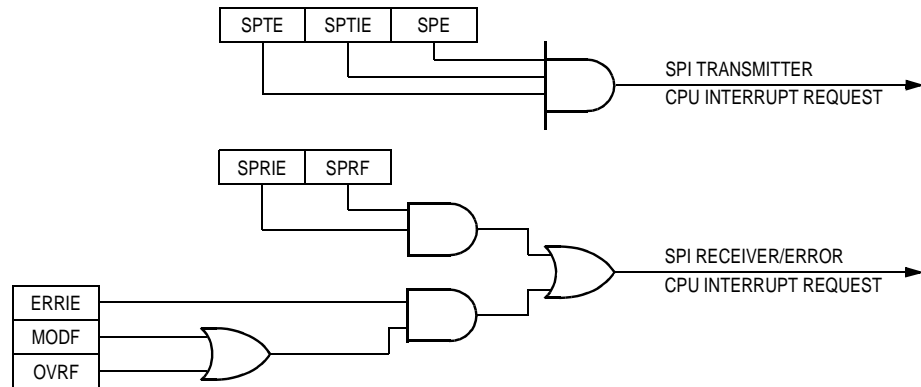 SPTE SPTIE SPE
SPI TRANSMITTER
CPU INTERRUPT REQUEST
SPRIE SPRF
SPI RECEIVER/ERROR
CPU INTERRUPT REQUEST
ERRIE
MODF
OVRF